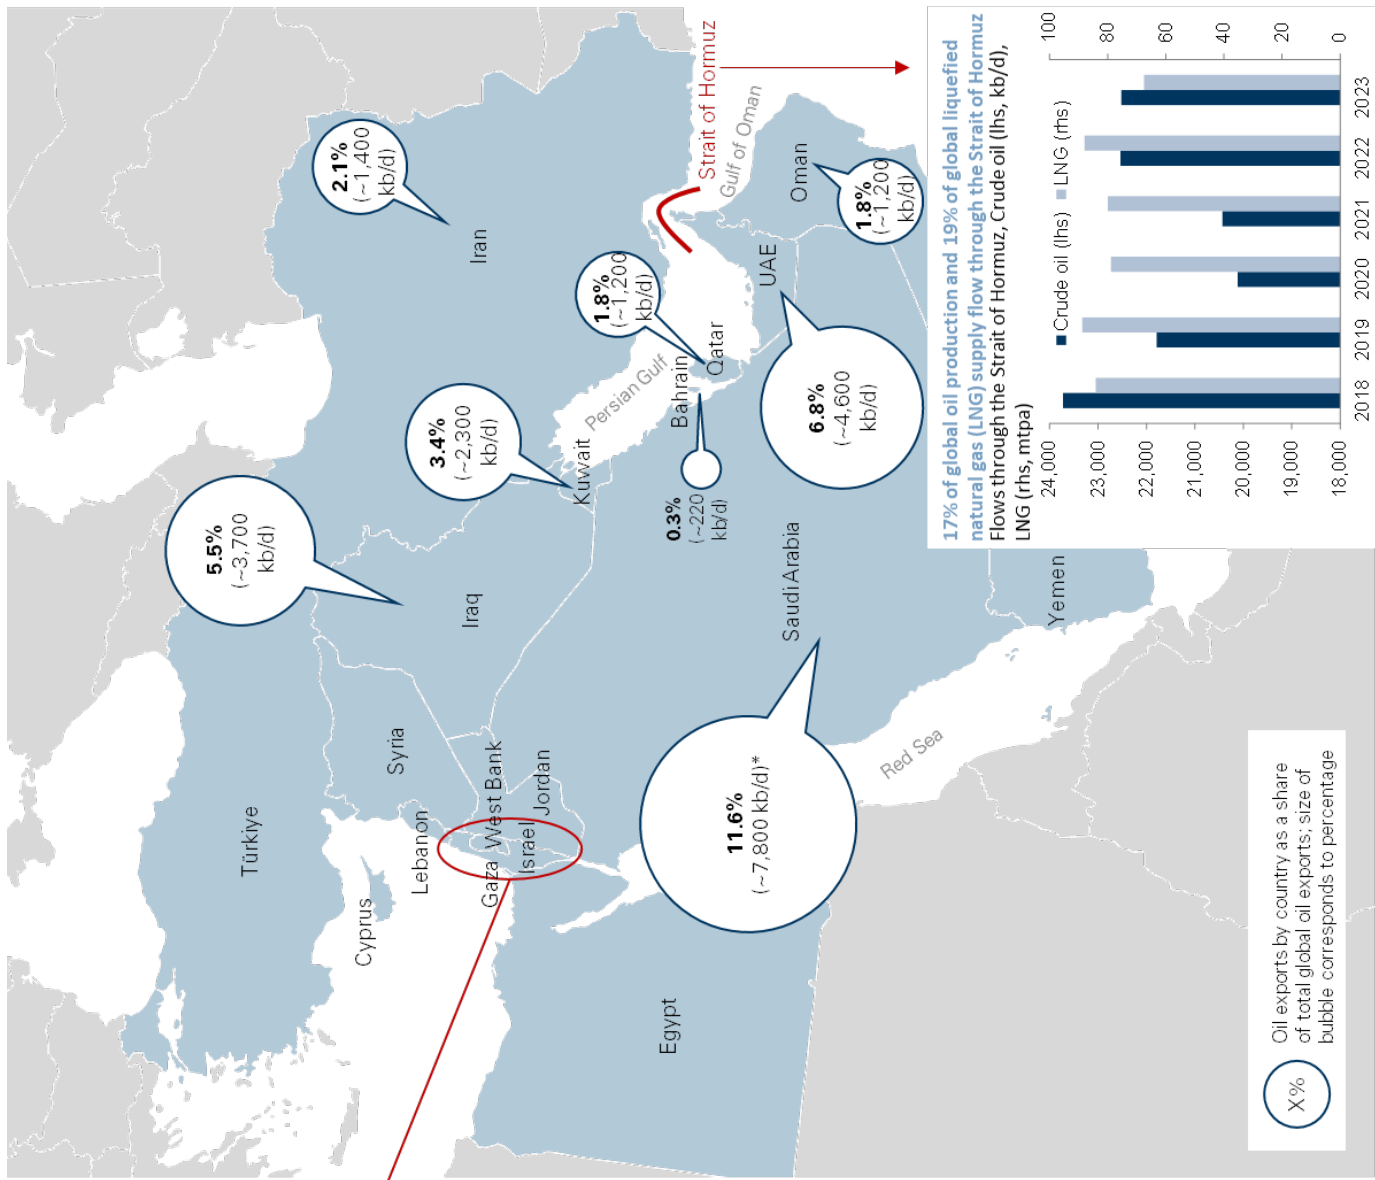 Türkiye
Cyprus
Lebanon
Syria
Gaza
West Bank
Israel
Jordan
Egypt
Iraq
Iran
Kuwait
Persian Gulf
Bahrain
Qatar
UAE
Oman
Gulf of Oman
Strait of Hormuz
Saudi Arabia
Yemen
Red Sea
5.5%
(~3,700
kb/d)
3.4%
(~2,300
kb/d)
2.1%
(~1,400
kb/d)
1.8%
(~1,200
kb/d)
0.3%
(~220
kb/d)
6.8%
(~4,600
kb/d)
1.8%
(~1,200
kb/d)
11.6%
(~7,800 kb/d)*
X%
Oil exports by country as a share
of total global oil exports; size of
bubble corresponds to percentage
17% of global oil production and 19% of global liquefied
natural gas (LNG) supply flow through the Strait of Hormuz
Flows through the Strait of Hormuz, Crude oil (lhs, kb/d),
LNG (rhs, mtpa)
Crude oil (lhs)
LNG (rhs)
24,000
23,000
22,000
21,000
20,000
19,000
18,000
100
80
60
40
20
0
2018
2019
2020
2021
2022
2023